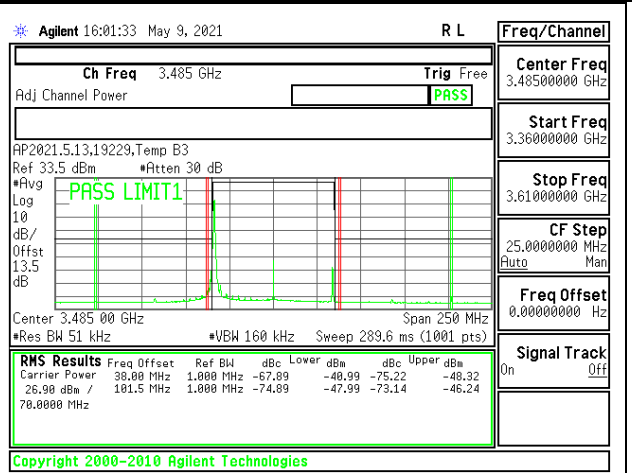 Agilent 16:01:33 May 9, 2021 R L
Ch Freq 3.485 GHz Trig Free
Adj Channel Power PASS
AP2021.5.13,19229,Temp B3
Ref 33.5 dBm #Atten 30 dB
#Avg
Log
10
dB/
Offst
13.5
dB
PASS LIMIT1
Center 3.485 00 GHz Span 250 MHz
#Res BW 51 kHz #VBW 160 kHz Sweep 289.6 ms (1001 pts)
RMS Results Freq Offset Ref BW dBc Lower dBm dBc Upper dBm
Carrier Power 38.00 MHz 1.000 MHz -67.89 -40.99 -75.22 -48.32
26.90 dBm / 101.5 MHz 1.000 MHz -74.89 -47.99 -73.14 -46.24
70.0000 MHz
Copyright 2000-2010 Agilent Technologies
Freq/Channel
Center Freq
3.48500000 GHz
Start Freq
3.36000000 GHz
Stop Freq
3.61000000 GHz
CF Step
25.0000000 MHz
Auto Man
Freq Offset
0.00000000 Hz
Signal Track
On Off